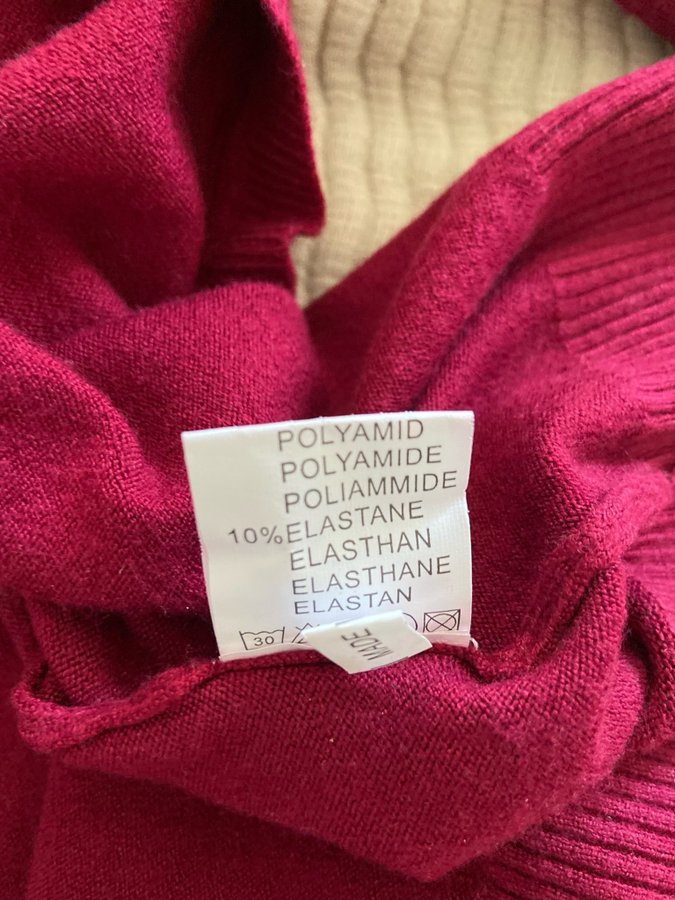 POLYAMID
POLYAMIDE
POLIAMMIDE
10% ELASTANE
ELASTHAN
ELASTHANE
ELASTAN
30
MADE